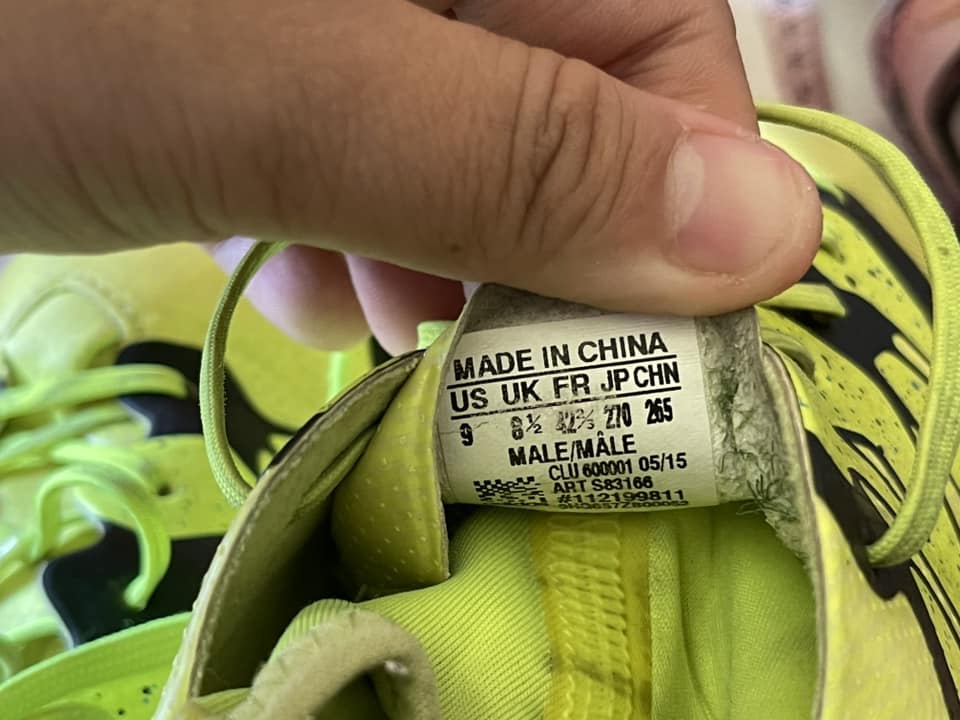 MADE IN CHINA
US UK FR JP CHN
9 8½ 42⅔ 270 265
MALE/MÂLE
CLU 600001 05/15
ART S83166
#112199811